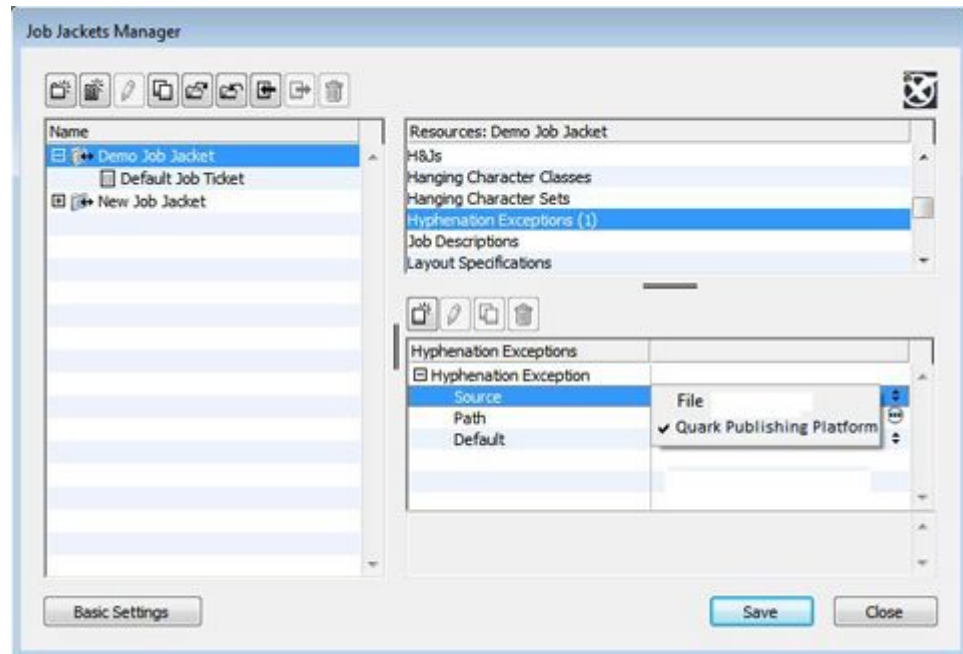 Job Jackets Manager
Name
Demo Job Jacket
Default Job Ticket
New Job Jacket
Resources: Demo Job Jacket
H&Js
Hanging Character Classes
Hanging Character Sets
Hyphenation Exceptions (1)
Job Descriptions
Layout Specifications
Hyphenation Exceptions
Hyphenation Exception
Source
Path
Default
File
✔ Quark Publishing Platform
Basic Settings
Save
Close